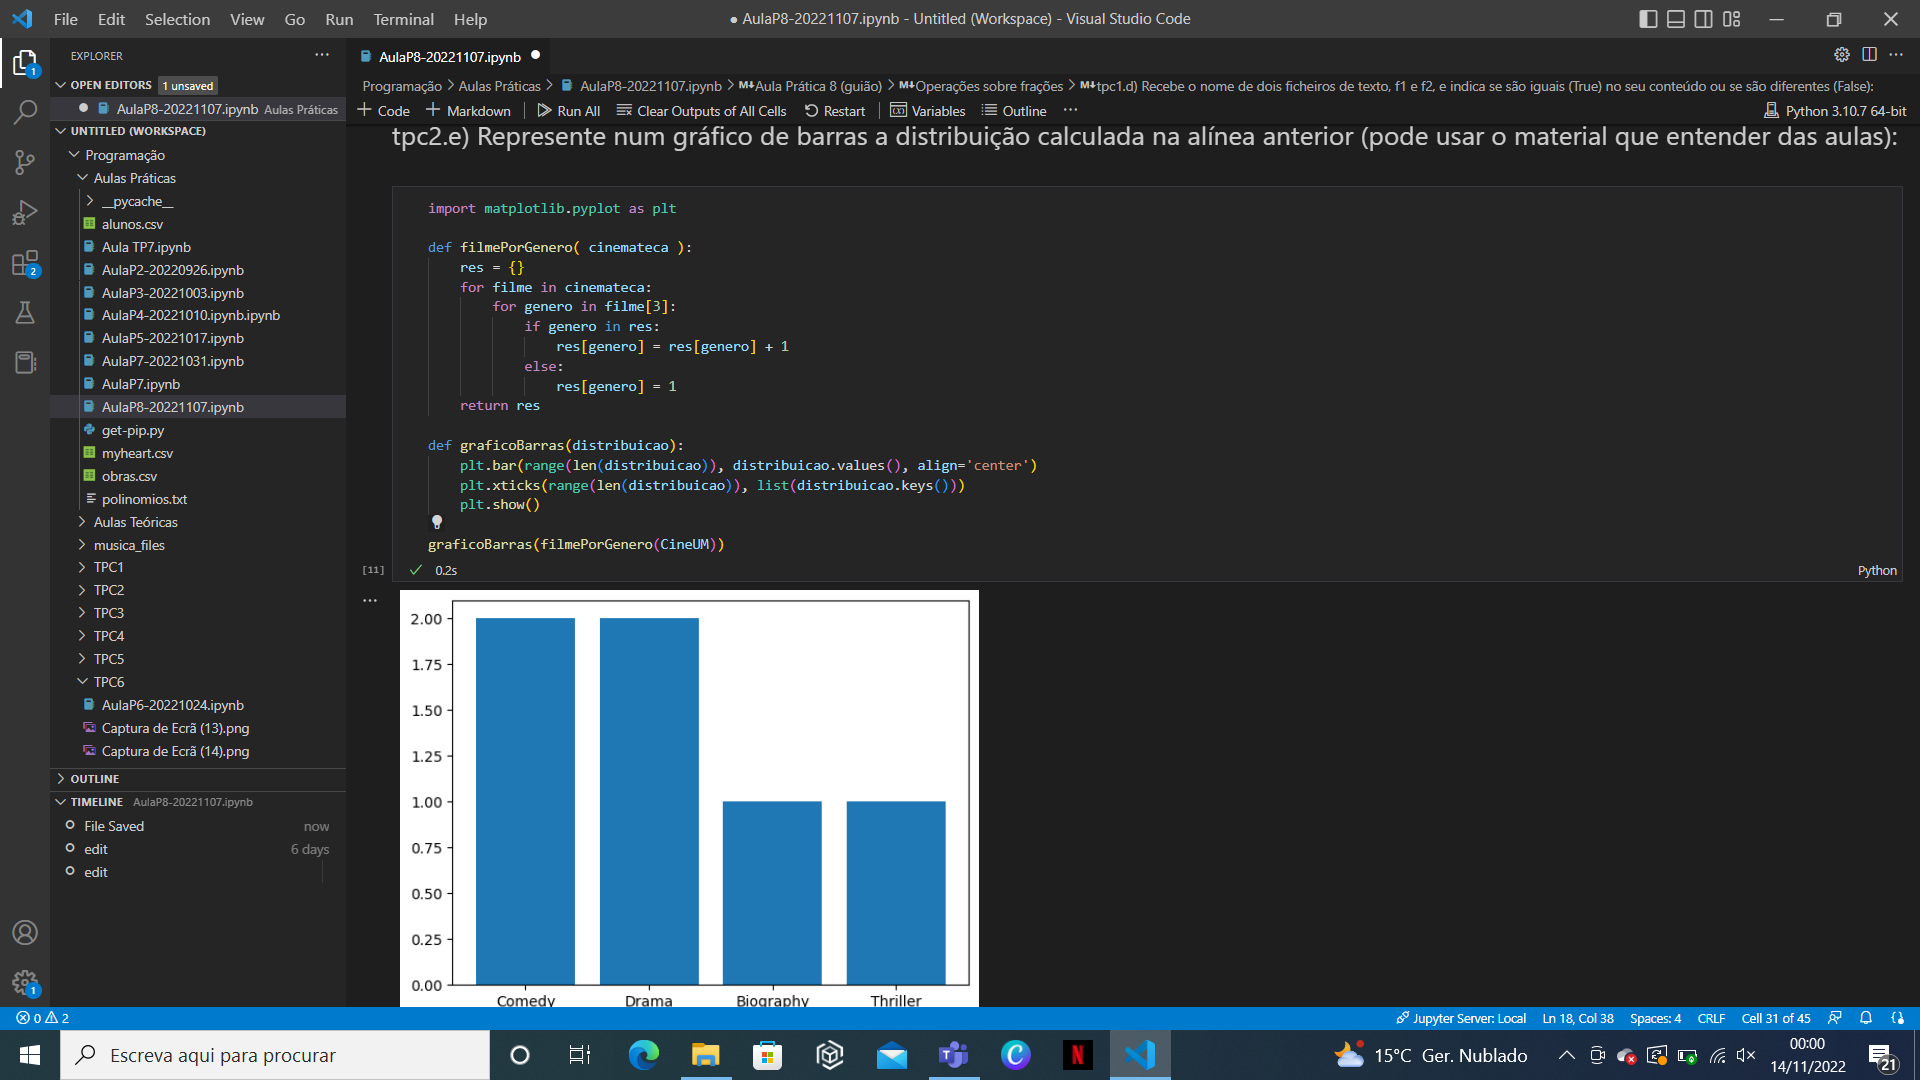 File Edit Selection View Go Run Terminal Help
● AulaP8-20221107.ipynb - Untitled (Workspace) - Visual Studio Code
EXPLORER
OPEN EDITORS 1 unsaved
AulaP8-20221107.ipynb Aulas Práticas
UNTITLED (WORKSPACE)
Programação
Aulas Práticas
__pycache__
alunos.csv
Aula TP7.ipynb
AulaP2-20220926.ipynb
AulaP3-20221003.ipynb
AulaP4-20221010.ipynb.ipynb
AulaP5-20221017.ipynb
AulaP7-20221031.ipynb
AulaP7.ipynb
AulaP8-20221107.ipynb
get-pip.py
myheart.csv
obras.csv
polinomios.txt
Aulas Teóricas
musica_files
TPC1
TPC2
TPC3
TPC4
TPC5
TPC6
AulaP6-20221024.ipynb
Captura de Ecrã (13).png
Captura de Ecrã (14).png
OUTLINE
TIMELINE AulaP8-20221107.ipynb
File Saved now
edit 6 days
edit
AulaP8-20221107.ipynb
Programação > Aulas Práticas > AulaP8-20221107.ipynb > M↓Aula Prática 8 (guião) > M↓Operações sobre frações > M↓tpc1.d) Recebe o nome de dois ficheiros de texto, f1 e f2, e indica se são iguais (True) no seu conteúdo ou se são diferentes (False):
+ Code + Markdown Run All Clear Outputs of All Cells Restart Variables Outline ··· Python 3.10.7 64-bit
tpc2.e) Represente num gráfico de barras a distribuição calculada na alínea anterior (pode usar o material que entender das aulas):
import matplotlib.pyplot as plt
def filmePorGenero( cinemateca ):
res = {}
for filme in cinemateca:
for genero in filme[3]:
if genero in res:
res[genero] = res[genero] + 1
else:
res[genero] = 1
return res
def graficoBarras(distribuicao):
plt.bar(range(len(distribuicao)), distribuicao.values(), align='center')
plt.xticks(range(len(distribuicao)), list(distribuicao.keys()))
plt.show()
graficoBarras(filmePorGenero(CineUM))
[11] 0.2s Python
2.00
1.75
1.50
1.25
1.00
0.75
0.50
0.25
0.00
Comedy Drama Biography Thriller
1
2
1
0 2 Jupyter Server: Local Ln 18, Col 38 Spaces: 4 CRLF Cell 31 of 45
Escreva aqui para procurar
15°C Ger. Nublado
00:00
14/11/2022
21